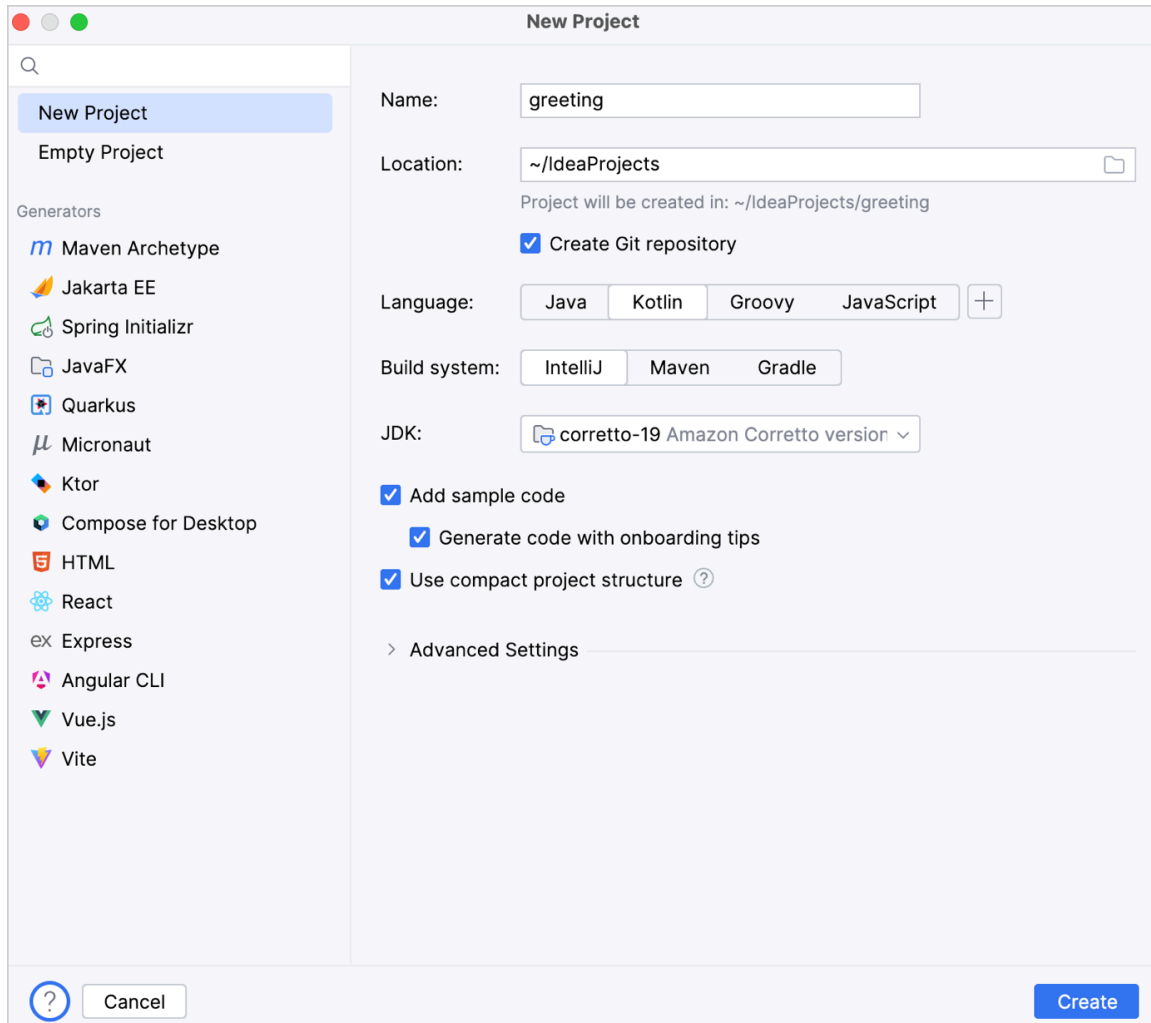 New Project
New Project
Empty Project
Generators
m Maven Archetype
Jakarta EE
Spring Initializr
JavaFX
Quarkus
μ Micronaut
Ktor
Compose for Desktop
5 HTML
React
ex Express
Angular CLI
Vue.js
Vite
Name: greeting
Location: ~/IdeaProjects
Project will be created in: ~/IdeaProjects/greeting
Create Git repository
Language: Java Kotlin Groovy JavaScript +
Build system: IntelliJ Maven Gradle
JDK: corretto-19 Amazon Corretto version
Add sample code
Generate code with onboarding tips
Use compact project structure ?
Advanced Settings
? Cancel Create